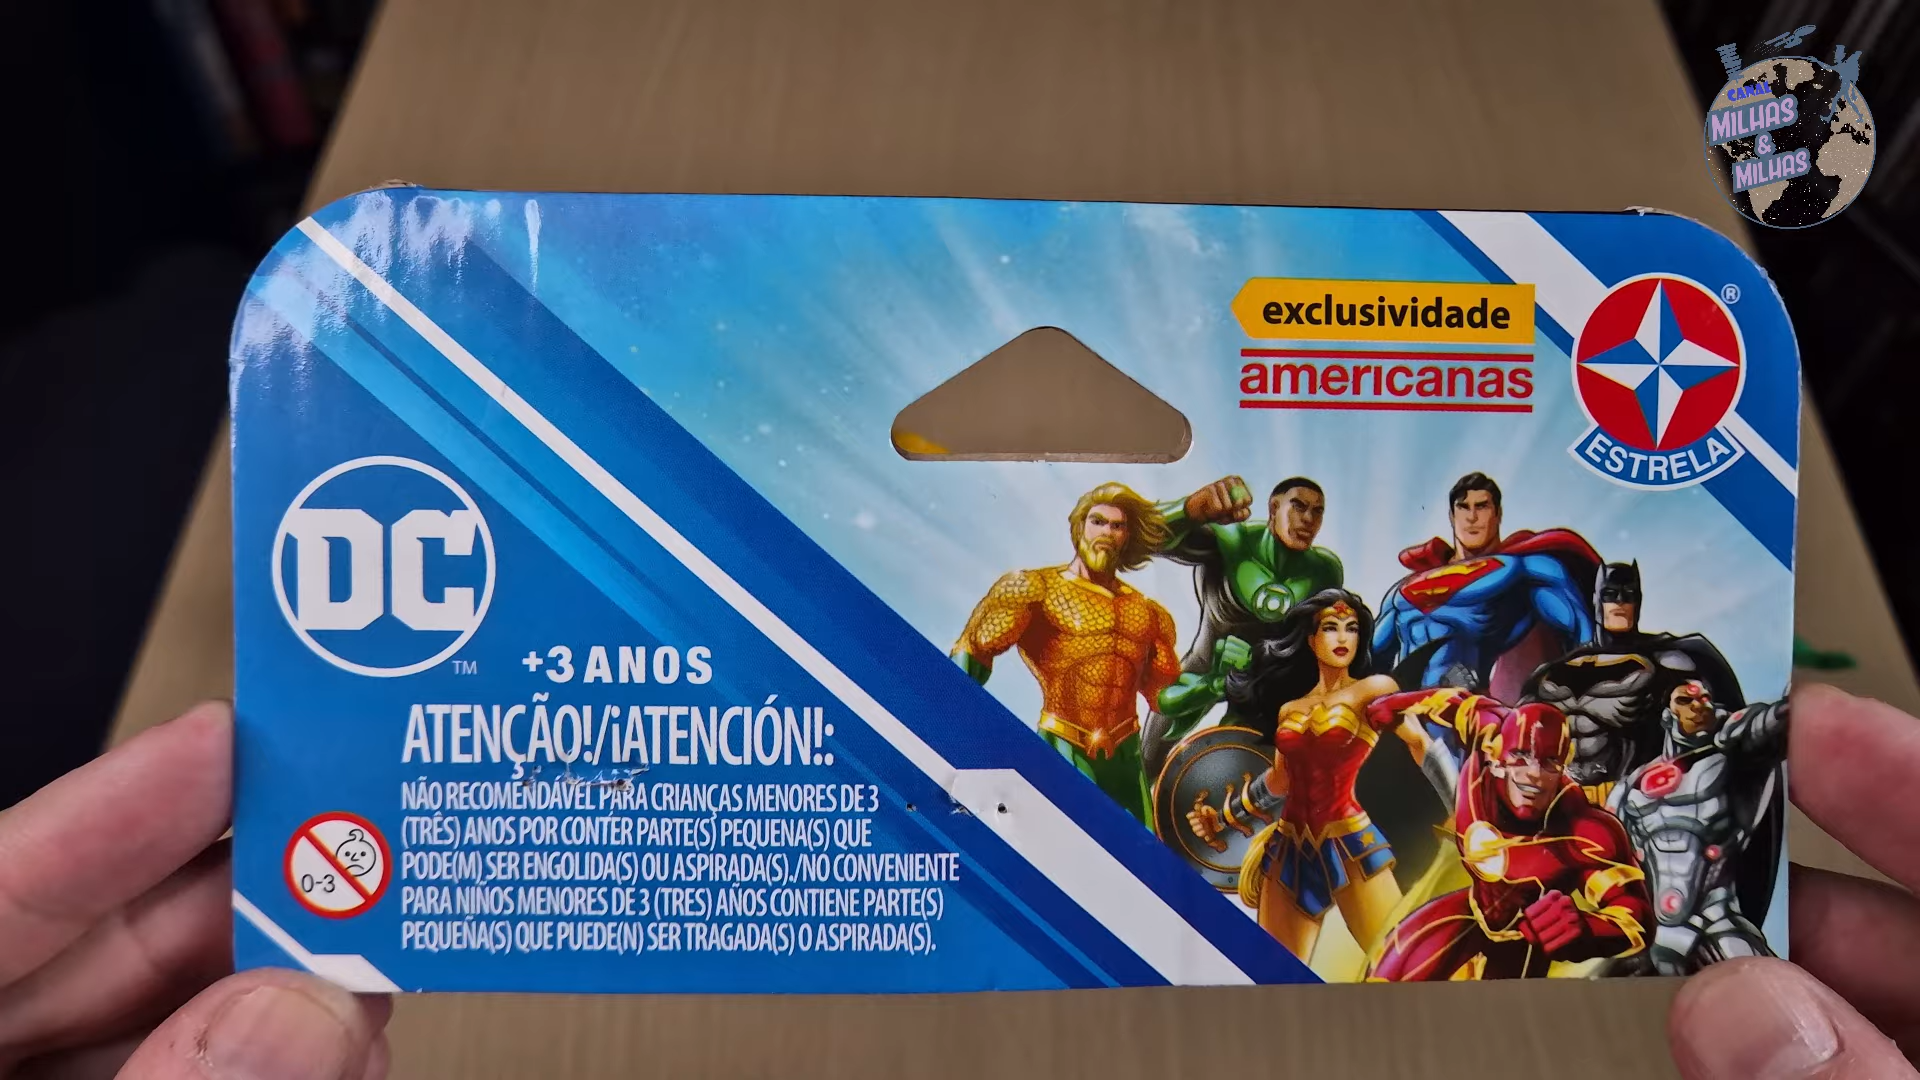 CANAL
MILHAS
&
MILHAS
exclusividade
americanas
®
ESTRELA
DC
TM
+3 ANOS
ATENÇÃO!/¡ATENCIÓN!:
NÃO RECOMENDÁVEL PARA CRIANÇAS MENORES DE 3
(TRÊS) ANOS POR CONTER PARTE(S) PEQUENA(S) QUE
PODE(M) SER ENGOLIDA(S) OU ASPIRADA(S)./NO CONVENIENTE
PARA NIÑOS MENORES DE 3 (TRES) AÑOS CONTIENE PARTE(S)
PEQUEÑA(S) QUE PUEDE(N) SER TRAGADA(S) O ASPIRADA(S).
0-3